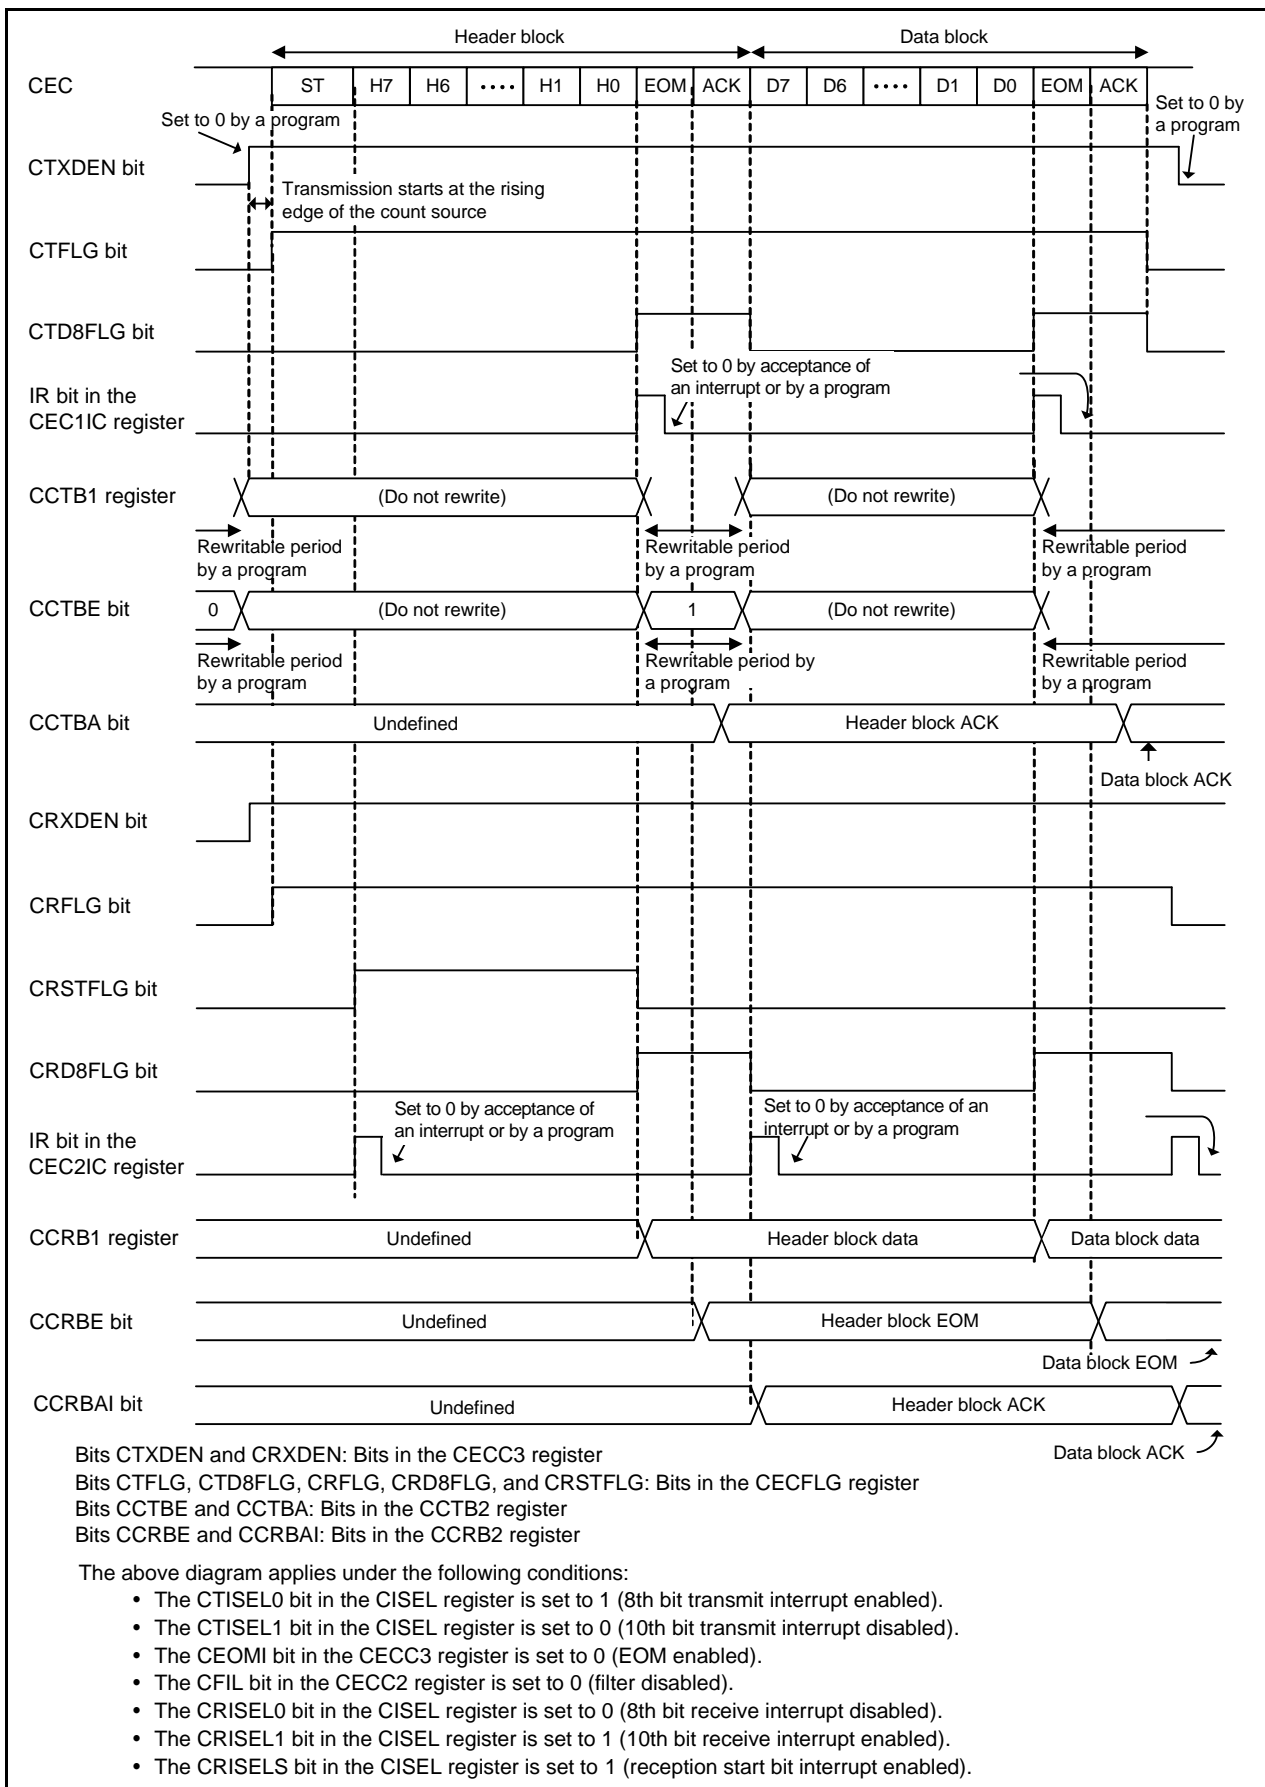 Header block Data block
CEC ST H7 H6 •••• H1 H0 EOM ACK D7 D6 •••• D1 D0 EOM ACK
Set to 0 by a program
Set to 0 by
a program
CTXDEN bit
Transmission starts at the rising
edge of the count source
CTFLG bit
CTD8FLG bit
Set to 0 by acceptance of
an interrupt or by a program
IR bit in the
CEC1IC register
CCTB1 register (Do not rewrite) (Do not rewrite)
Rewritable period Rewritable period Rewritable period
by a program by a program by a program
CCTBE bit 0 (Do not rewrite) 1 (Do not rewrite)
Rewritable period Rewritable period by Rewritable period
by a program a program by a program
CCTBA bit Undefined Header block ACK
Data block ACK
CRXDEN bit
CRFLG bit
CRSTFLG bit
CRD8FLG bit
Set to 0 by acceptance of Set to 0 by acceptance of an
an interrupt or by a program interrupt or by a program
IR bit in the
CEC2IC register
CCRB1 register Undefined Header block data Data block data
CCRBE bit Undefined Header block EOM
Data block EOM
CCRBAI bit Undefined Header block ACK
Data block ACK
Bits CTXDEN and CRXDEN: Bits in the CECC3 register
Bits CTFLG, CTD8FLG, CRFLG, CRD8FLG, and CRSTFLG: Bits in the CECFLG register
Bits CCTBE and CCTBA: Bits in the CCTB2 register
Bits CCRBE and CCRBAI: Bits in the CCRB2 register
The above diagram applies under the following conditions:
• The CTISEL0 bit in the CISEL register is set to 1 (8th bit transmit interrupt enabled).
• The CTISEL1 bit in the CISEL register is set to 0 (10th bit transmit interrupt disabled).
• The CEOMI bit in the CECC3 register is set to 0 (EOM enabled).
• The CFIL bit in the CECC2 register is set to 0 (filter disabled).
• The CRISEL0 bit in the CISEL register is set to 0 (8th bit receive interrupt disabled).
• The CRISEL1 bit in the CISEL register is set to 1 (10th bit receive interrupt enabled).
• The CRISELS bit in the CISEL register is set to 1 (reception start bit interrupt enabled).